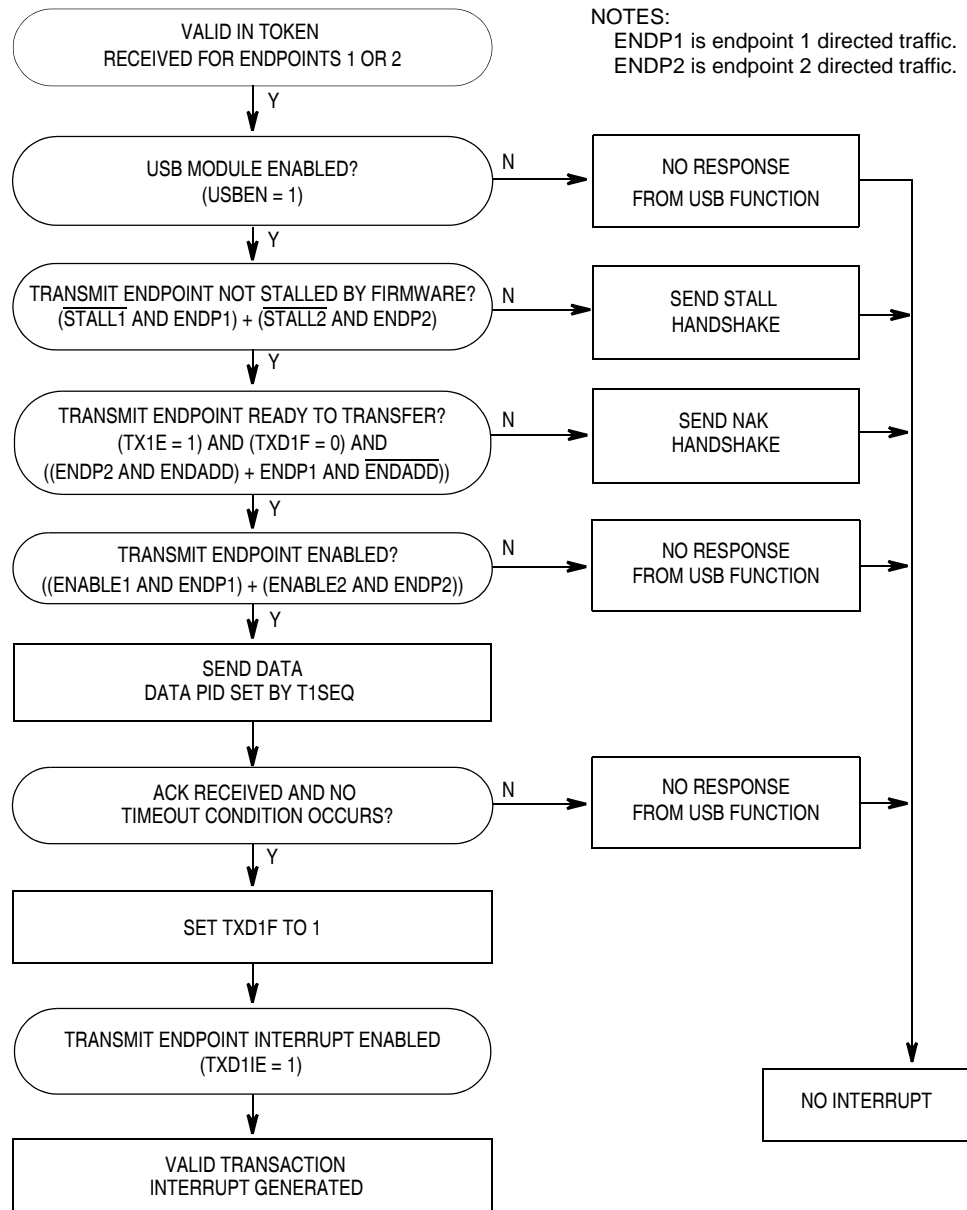 VALID IN TOKEN
RECEIVED FOR ENDPOINTS 1 OR 2
NOTES:
ENDP1 is endpoint 1 directed traffic.
ENDP2 is endpoint 2 directed traffic.
Y
USB MODULE ENABLED?
(USBEN = 1)
N
NO RESPONSE
FROM USB FUNCTION
Y
TRANSMIT ENDPOINT NOT STALLED BY FIRMWARE?
(S̅T̅A̅L̅L̅1̅ AND ENDP1) + (S̅T̅A̅L̅L̅2̅ AND ENDP2)
N
SEND STALL
HANDSHAKE
Y
TRANSMIT ENDPOINT READY TO TRANSFER?
(TX1E = 1) AND (TXD1F = 0) AND
((ENDP2 AND ENDADD) + ENDP1 AND E̅N̅D̅A̅D̅D̅))
N
SEND NAK
HANDSHAKE
Y
TRANSMIT ENDPOINT ENABLED?
((ENABLE1 AND ENDP1) + (ENABLE2 AND ENDP2))
N
NO RESPONSE
FROM USB FUNCTION
Y
SEND DATA
DATA PID SET BY T1SEQ
ACK RECEIVED AND NO
TIMEOUT CONDITION OCCURS?
N
NO RESPONSE
FROM USB FUNCTION
Y
SET TXD1F TO 1
TRANSMIT ENDPOINT INTERRUPT ENABLED
(TXD1IE = 1)
NO INTERRUPT
VALID TRANSACTION
INTERRUPT GENERATED